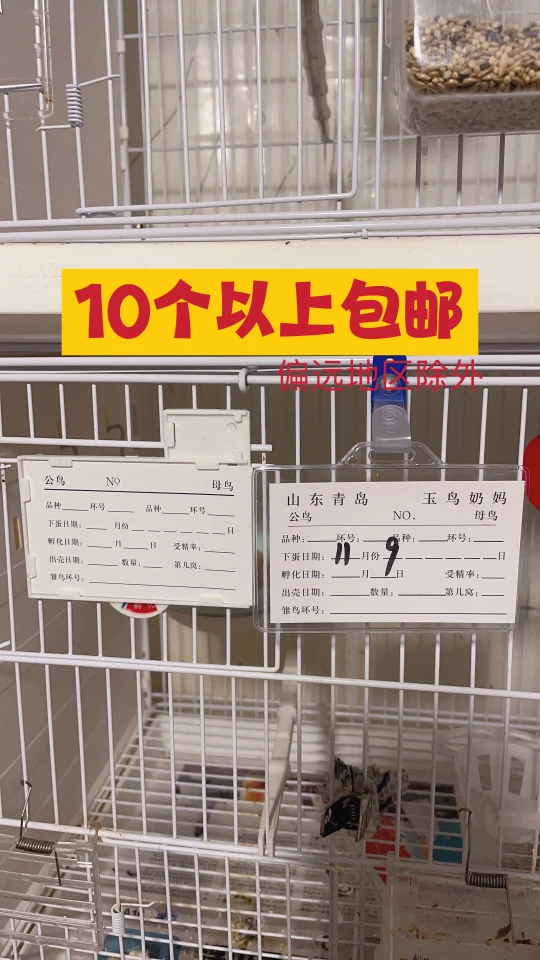 10个以上包邮
偏远地区除外
公鸟 NO 母鸟
品种 环号 品种 环号
下蛋日期: 月份 日
孵化日期: 月 日 受精率:
出壳日期: 数量: 第几窝:
雏鸟环号:
山东青岛 玉鸟奶妈
公鸟 NO. 母鸟
品种: 环号: 品种: 环号:
下蛋日期: 11 月份 9 日
孵化日期: 月 日 受精率:
出壳日期: 数量: 第几窝:
雏鸟环号: